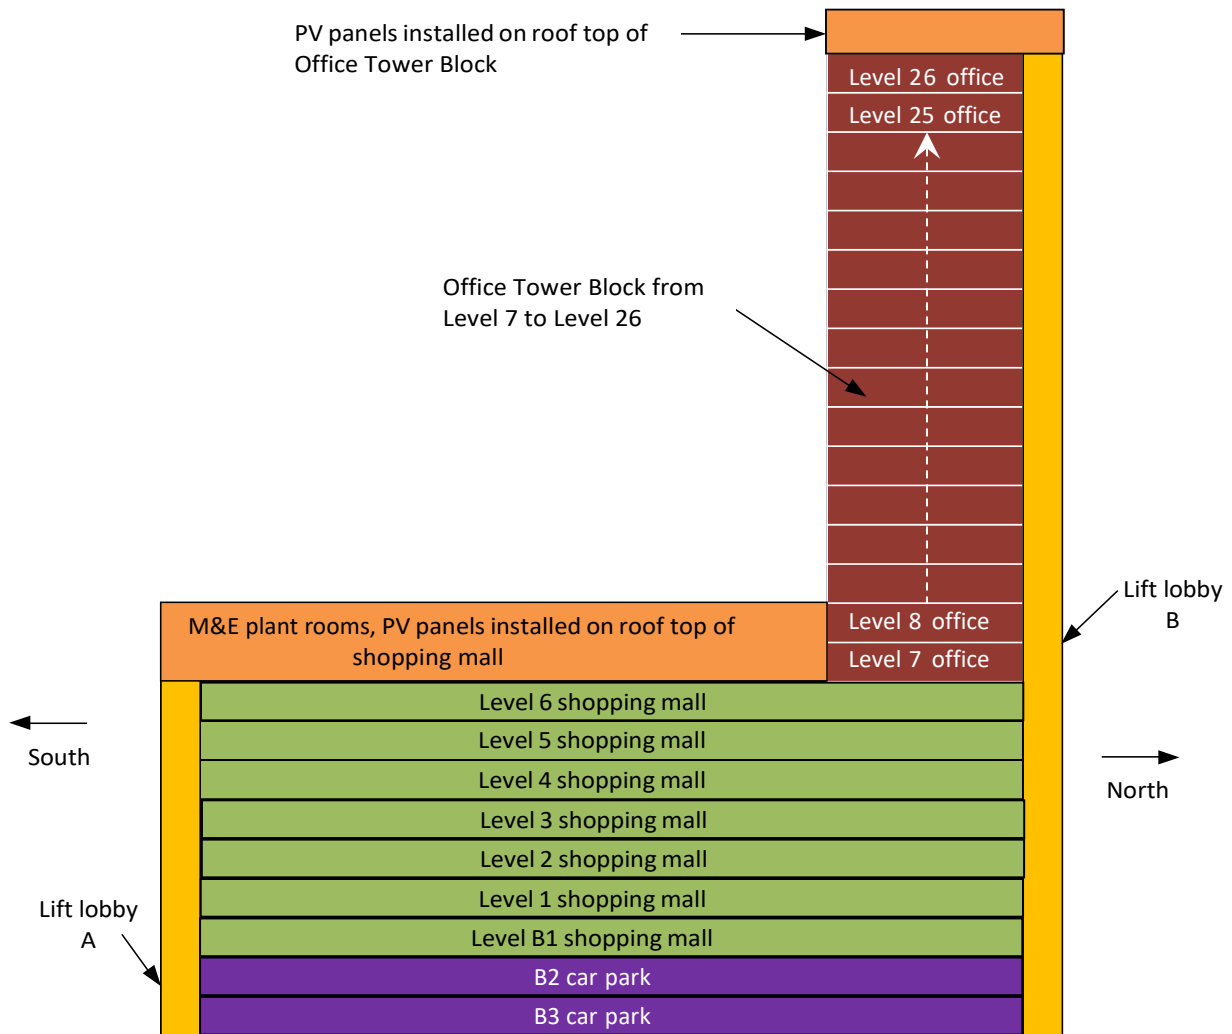 PV panels installed on roof top of
Office Tower Block
Level 26 office
Level 25 office
Office Tower Block from
Level 7 to Level 26
Lift lobby
B
Level 8 office
M&E plant rooms, PV panels installed on roof top of
shopping mall
Level 7 office
Level 6 shopping mall
South
Level 5 shopping mall
Level 4 shopping mall
North
Level 3 shopping mall
Level 2 shopping mall
Level 1 shopping mall
Lift lobby
A
Level B1 shopping mall
B2 car park
B3 car park